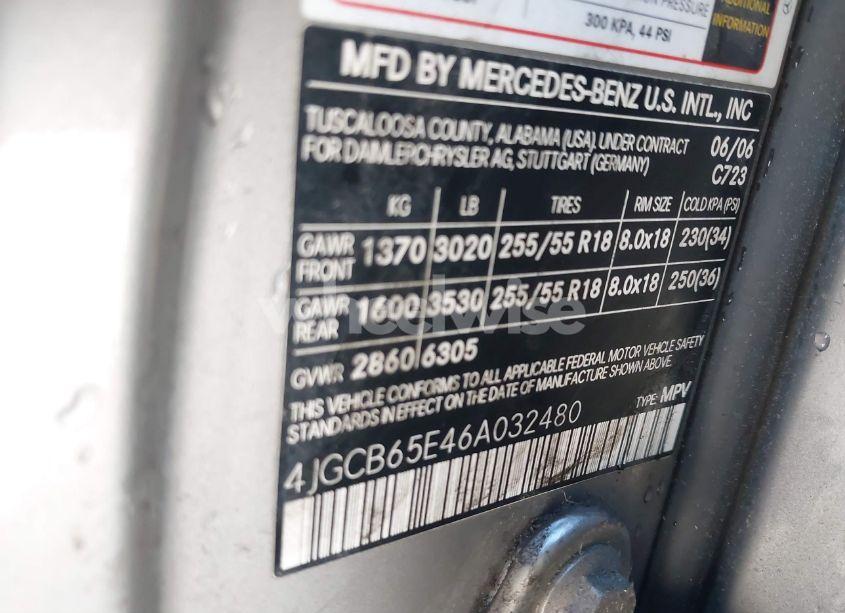 PRESSURE
300 KPA, 44 PSI
ADDITIONAL
INFORMATION
MFD BY MERCEDES-BENZ U.S. INTL., INC
TUSCALOOSA COUNTY, ALABAMA (USA). UNDER CONTRACT
FOR DAIMLERCHRYSLER AG, STUTTGART (GERMANY)
06/06
C723
KG LB TIRES RIM SIZE COLD KPA (PSI)
GAWR
FRONT 1370 3020 255/55 R18 8.0x18 230(34)
GAWR
REAR 1600 3530 255/55 R18 8.0x18 250(36)
GVWR 2860 6305
THIS VEHICLE CONFORMS TO ALL APPLICABLE FEDERAL MOTOR VEHICLE SAFETY
STANDARDS IN EFFECT ON THE DATE OF MANUFACTURE SHOWN ABOVE.
TYPE: MPV
4JGCB65E46A032480
wheelwise